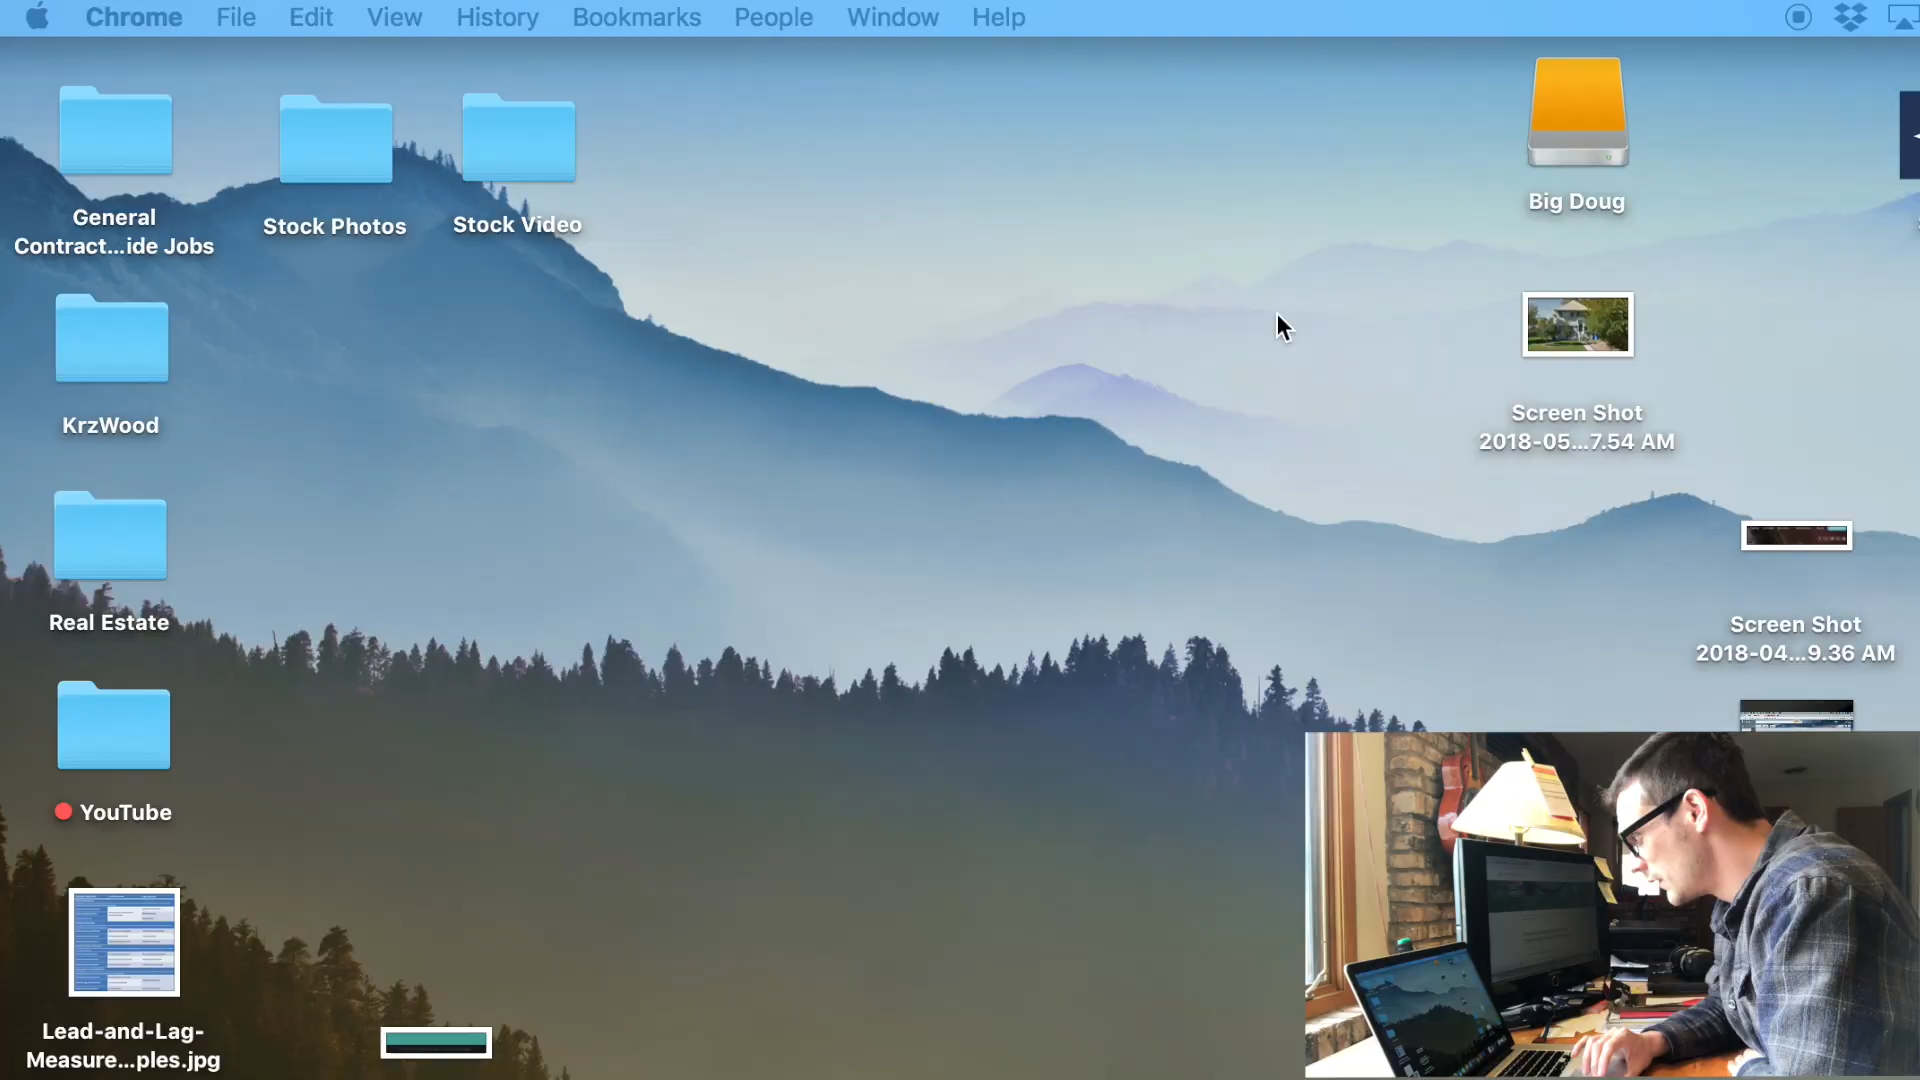 Chrome File Edit View History Bookmarks People Window Help
General
Contract...ide Jobs
Stock Photos
Stock Video
Big Doug
KrzWood
Screen Shot
2018-05...7.54 AM
Real Estate
Screen Shot
2018-04...9.36 AM
YouTube
Lead-and-Lag-
Measure...ples.jpg